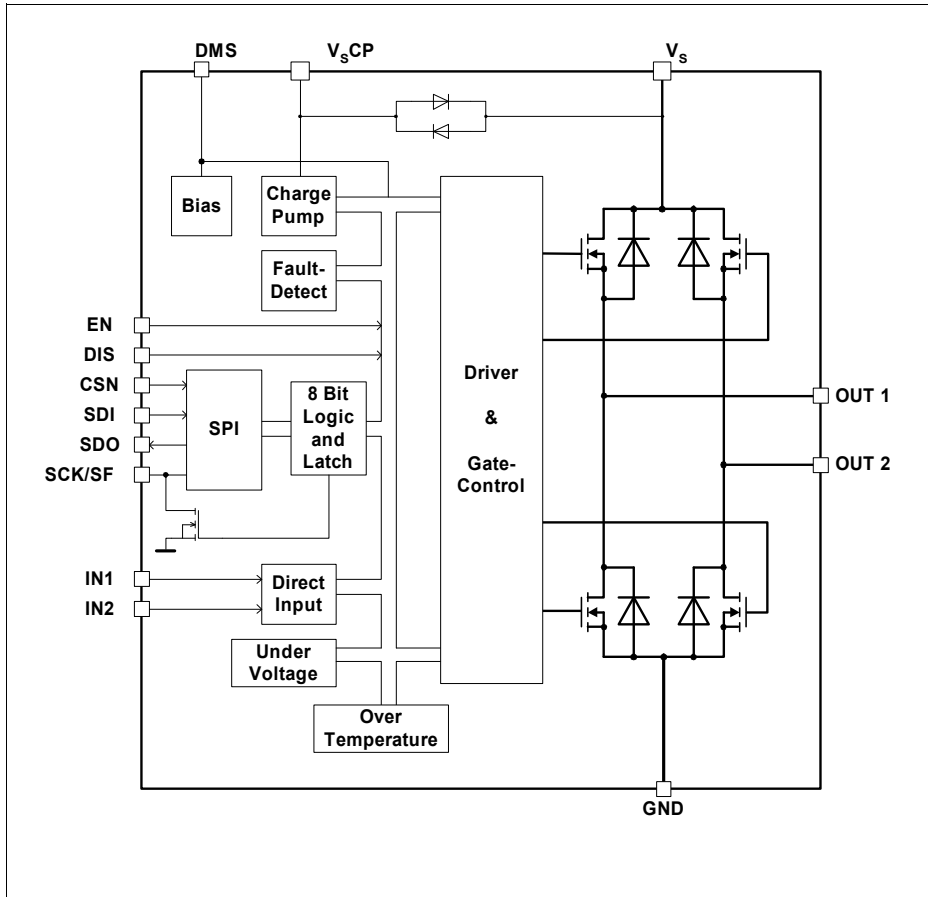 DMS
VSCP
VS
Bias
Charge
Pump
Fault-
Detect
EN
DIS
CSN
SDI
SDO
SCK/SF
SPI
8 Bit
Logic
and
Latch
Driver
&
Gate-
Control
OUT 1
OUT 2
IN1
IN2
Direct
Input
Under
Voltage
Over
Temperature
GND